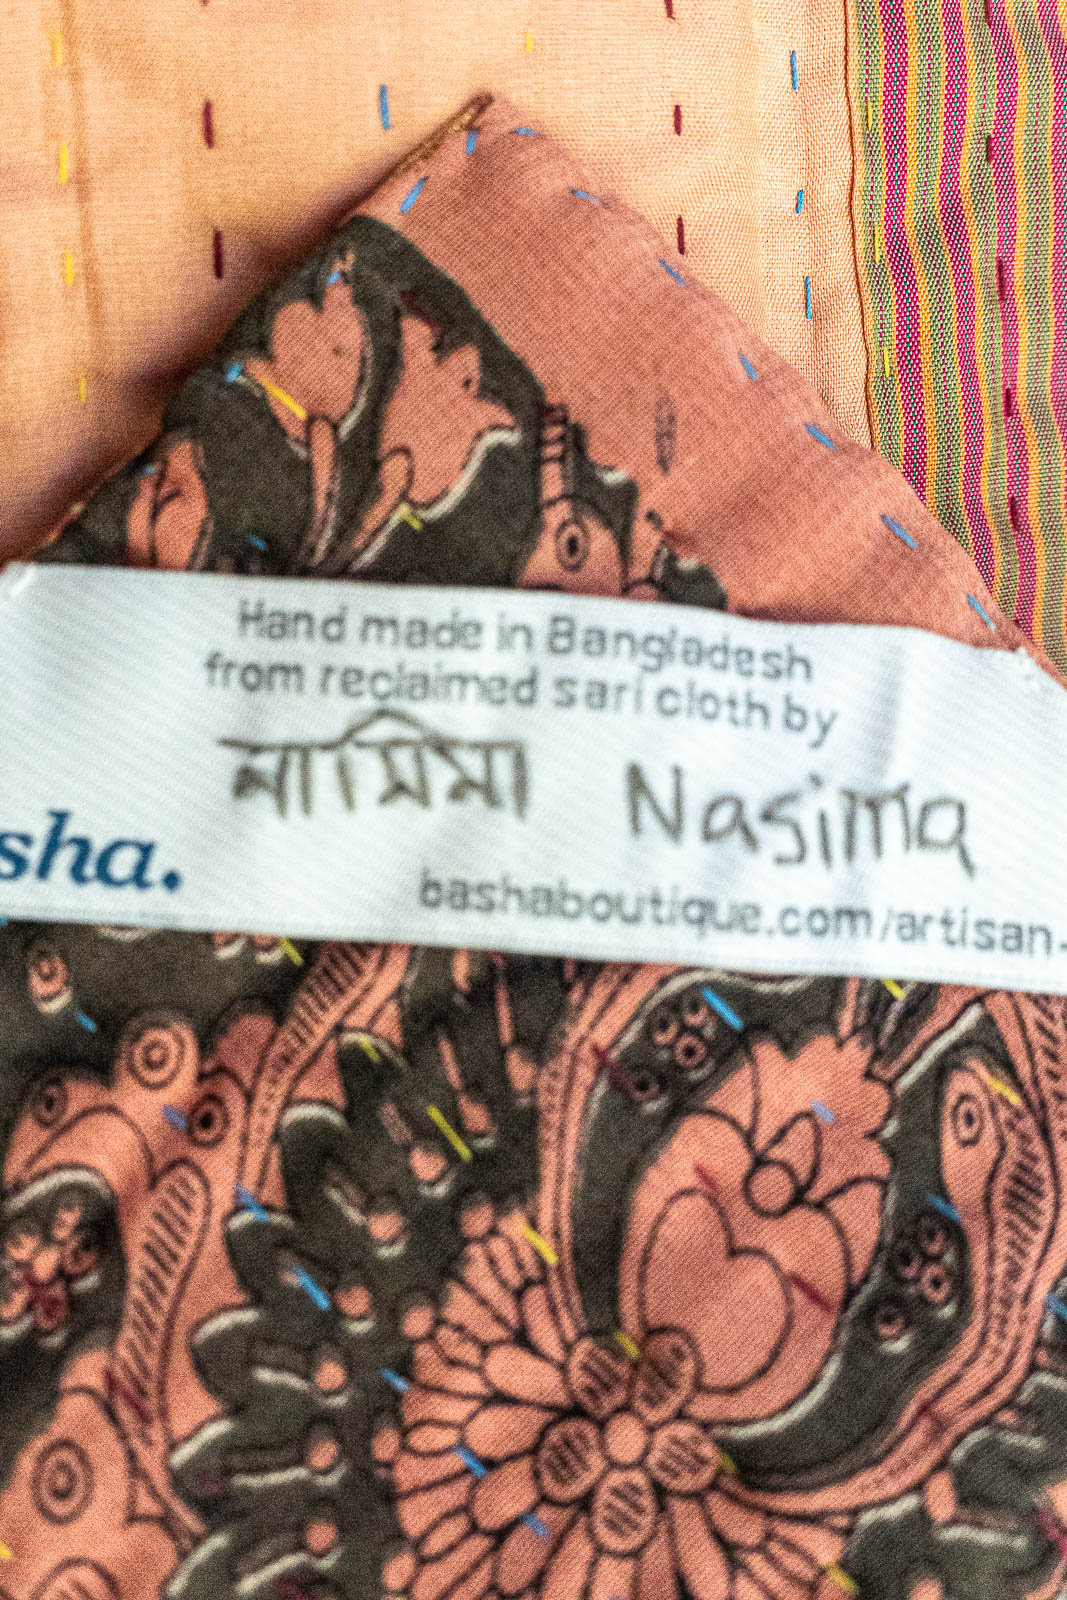 Hand made in Bangladesh
from reclaimed sari cloth by
নাসিমা Nasima
sha.
bashaboutique.com/artisan-